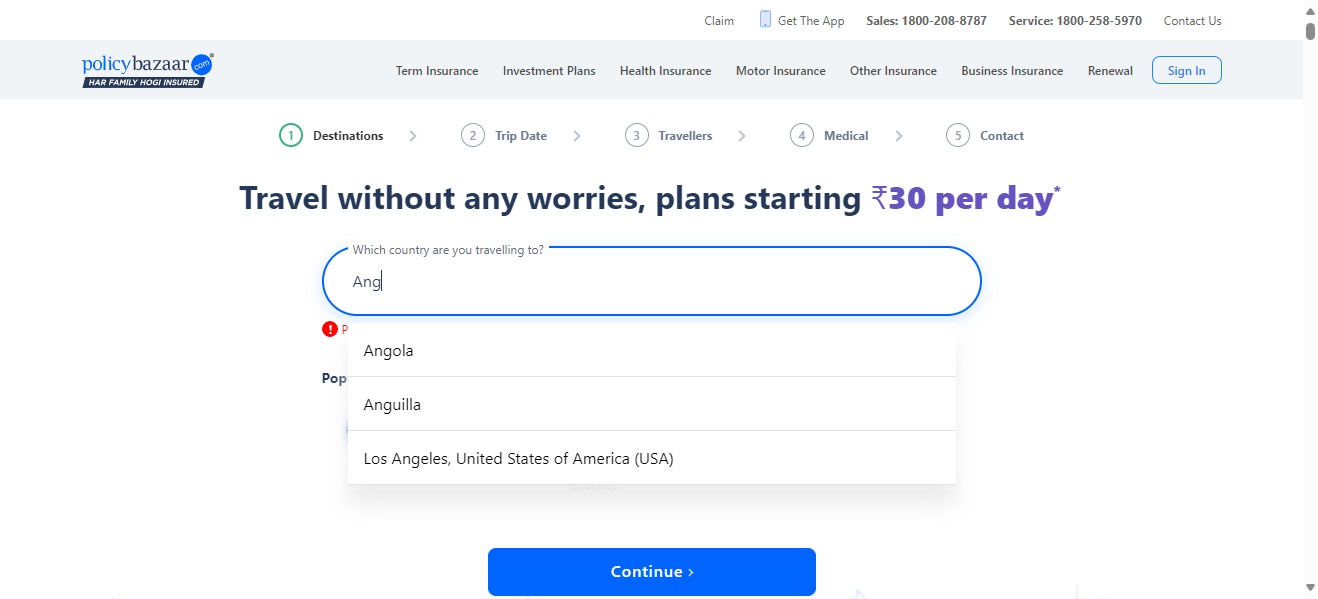 Claim Get The App Sales: 1800-208-8787 Service: 1800-258-5970 Contact Us
policybazaar.com
HAR FAMILY HOGI INSURED
Term Insurance Investment Plans Health Insurance Motor Insurance Other Insurance Business Insurance Renewal Sign In
1 Destinations 2 Trip Date 3 Travellers 4 Medical 5 Contact
Travel without any worries, plans starting ₹30 per day*
Which country are you travelling to?
Ang
Angola
Anguilla
Los Angeles, United States of America (USA)
Continue ›